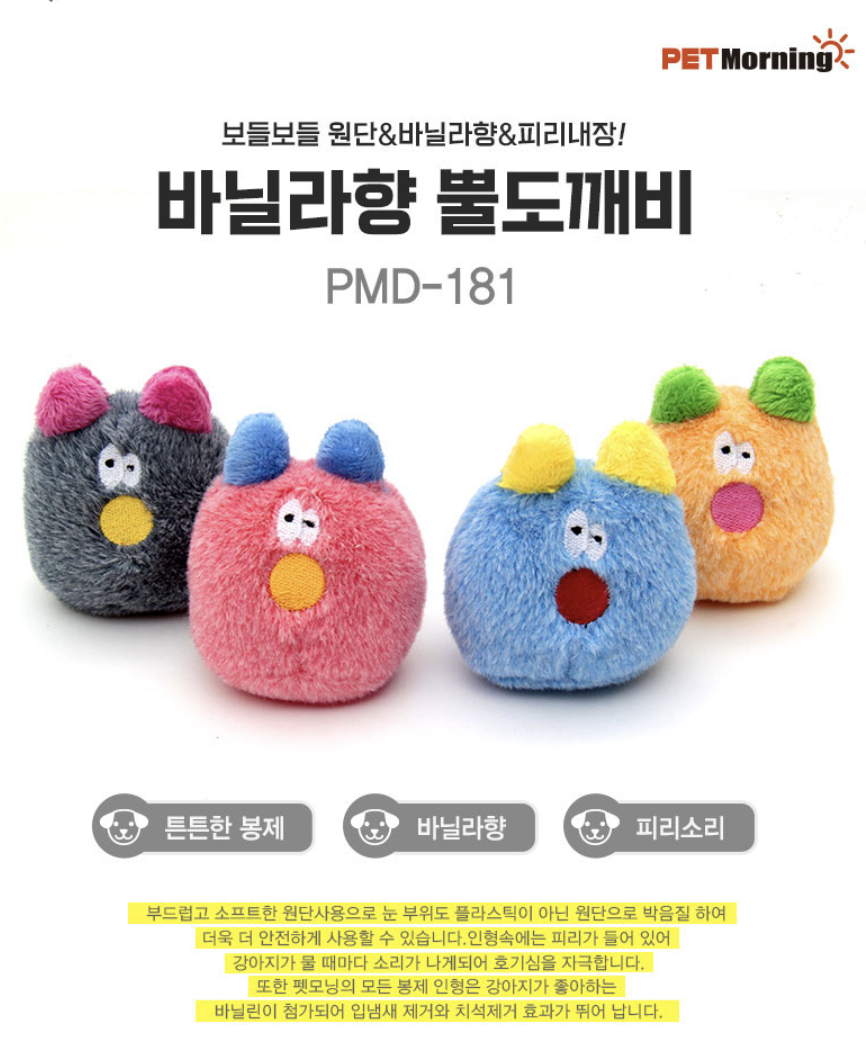 PETMorning
보들보들 원단&바닐라향&피리내장!
바닐라향 뿔도깨비
PMD-181
튼튼한 봉제
바닐라향
피리소리
부드럽고 소프트한 원단사용으로 눈 부위도 플라스틱이 아닌 원단으로 박음질 하여
더욱 더 안전하게 사용할 수 있습니다.인형속에는 피리가 들어 있어
강아지가 물 때마다 소리가 나게되어 호기심을 자극합니다.
또한 펫모닝의 모든 봉제 인형은 강아지가 좋아하는
바닐린이 첨가되어 입냄새 제거와 치석제거 효과가 뛰어 납니다.